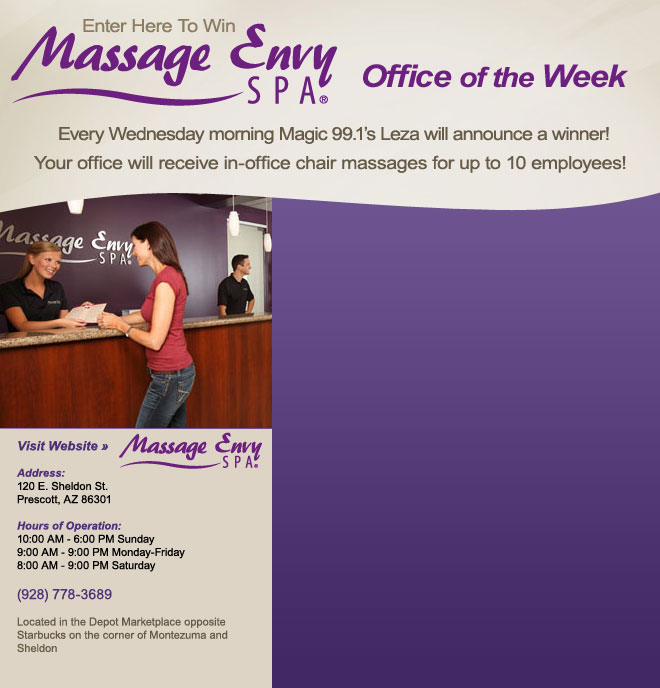 Enter Here To Win
Massage Envy
SPA®
Office of the Week
Every Wednesday morning Magic 99.1's Leza will announce a winner!
Your office will receive in-office chair massages for up to 10 employees!
Massage Envy
SPA®
Visit Website »
Massage Envy
SPA®
Address:
120 E. Sheldon St.
Prescott, AZ 86301
Hours of Operation:
10:00 AM - 6:00 PM Sunday
9:00 AM - 9:00 PM Monday-Friday
8:00 AM - 9:00 PM Saturday
(928) 778-3689
Located in the Depot Marketplace opposite
Starbucks on the corner of Montezuma and
Sheldon